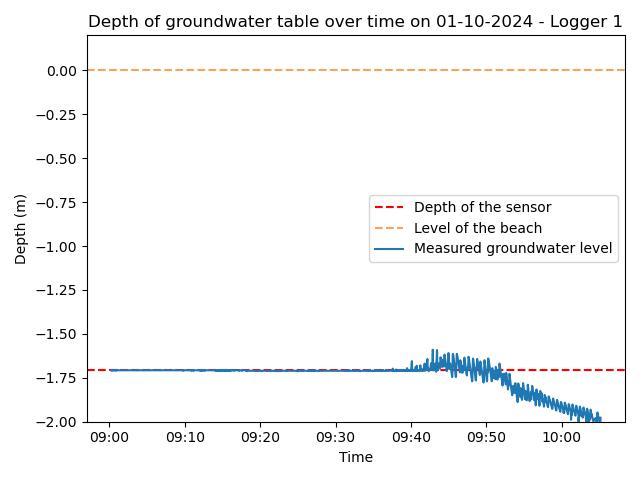 Depth of groundwater table over time on 01-10-2024 - Logger 1
0.00
−0.25
−0.50
−0.75
−1.00
−1.25
−1.50
−1.75
−2.00
Depth (m)
Depth of the sensor
Level of the beach
Measured groundwater level
09:00 09:10 09:20 09:30 09:40 09:50 10:00
Time